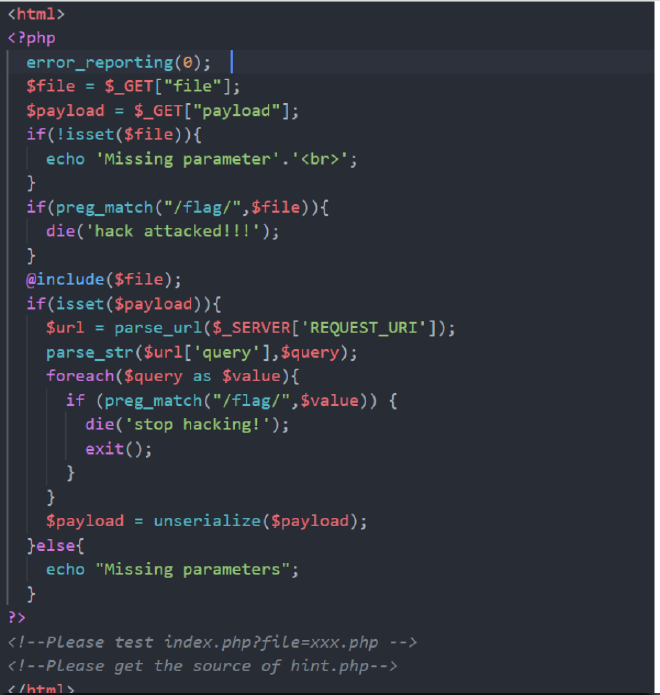 <html>
<?php
error_reporting(0);
$file = $_GET["file"];
$payload = $_GET["payload"];
if(!isset($file)){
echo 'Missing parameter'.'<br>';
}
if(preg_match("/flag/",$file)){
die('hack attacked!!!');
}
@include($file);
if(isset($payload)){
$url = parse_url($_SERVER['REQUEST_URI']);
parse_str($url['query'],$query);
foreach($query as $value){
if (preg_match("/flag/",$value)) {
die('stop hacking!');
exit();
}
}
$payload = unserialize($payload);
}else{
echo "Missing parameters";
}
?>
<!--Please test index.php?file=xxx.php -->
<!--Please get the source of hint.php-->
</html>